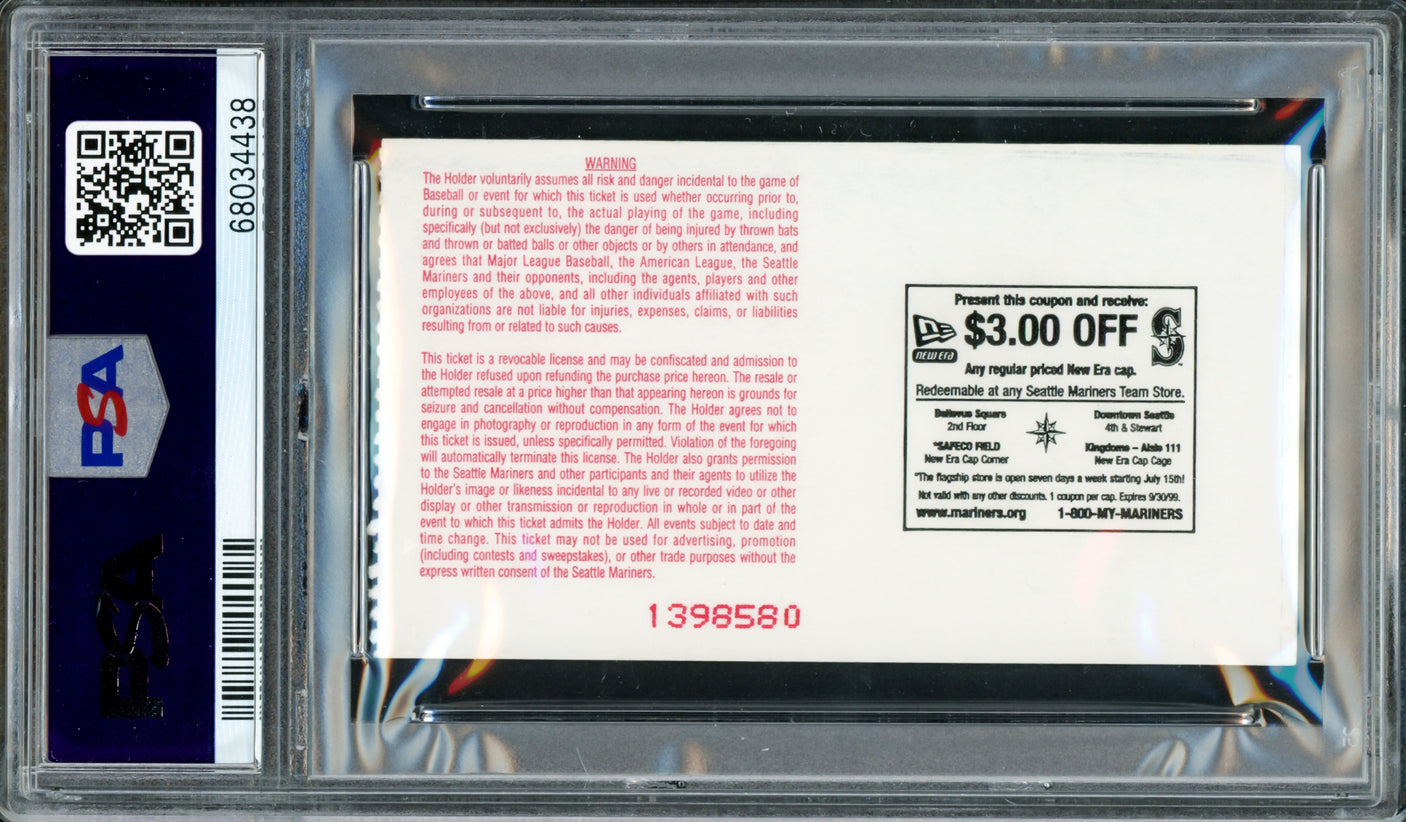 68034438
PSA
PSA
WARNING
The Holder voluntarily assumes all risk and danger incidental to the game of
Baseball or event for which this ticket is used whether occurring prior to,
during or subsequent to, the actual playing of the game, including
specifically (but not exclusively) the danger of being injured by thrown bats
and thrown or batted balls or other objects or by others in attendance, and
agrees that Major League Baseball, the American League, the Seattle
Mariners and their opponents, including the agents, players and other
employees of the above, and all other individuals affiliated with such
organizations are not liable for injuries, expenses, claims, or liabilities
resulting from or related to such causes.
This ticket is a revocable license and may be confiscated and admission to
the Holder refused upon refunding the purchase price hereon. The resale or
attempted resale at a price higher than that appearing hereon is grounds for
seizure and cancellation without compensation. The Holder agrees not to
engage in photography or reproduction in any form of the event for which
this ticket is issued, unless specifically permitted. Violation of the foregoing
will automatically terminate this license. The Holder also grants permission
to the Seattle Mariners and other participants and their agents to utilize the
Holder's image or likeness incidental to any live or recorded video or other
display or other transmission or reproduction in whole or in part of the
event to which this ticket admits the Holder. All events subject to date and
time change. This ticket may not be used for advertising, promotion
(including contests and sweepstakes), or other trade purposes without the
express written consent of the Seattle Mariners.
1398580
Present this coupon and receive:
NE
NEW ERA
$3.00 OFF
S
™
Any regular priced New Era cap.
Redeemable at any Seattle Mariners Team Store.
Bellevue Square
2nd Floor
*SAFECO FIELD
New Era Cap Corner
Downtown Seattle
4th & Stewart
Kingdome – Aisle 111
New Era Cap Cage
*The flagship store is open seven days a week starting July 15th!
Not valid with any other discounts. 1 coupon per cap. Expires 9/30/99.
www.mariners.org 1-800-MY-MARINERS